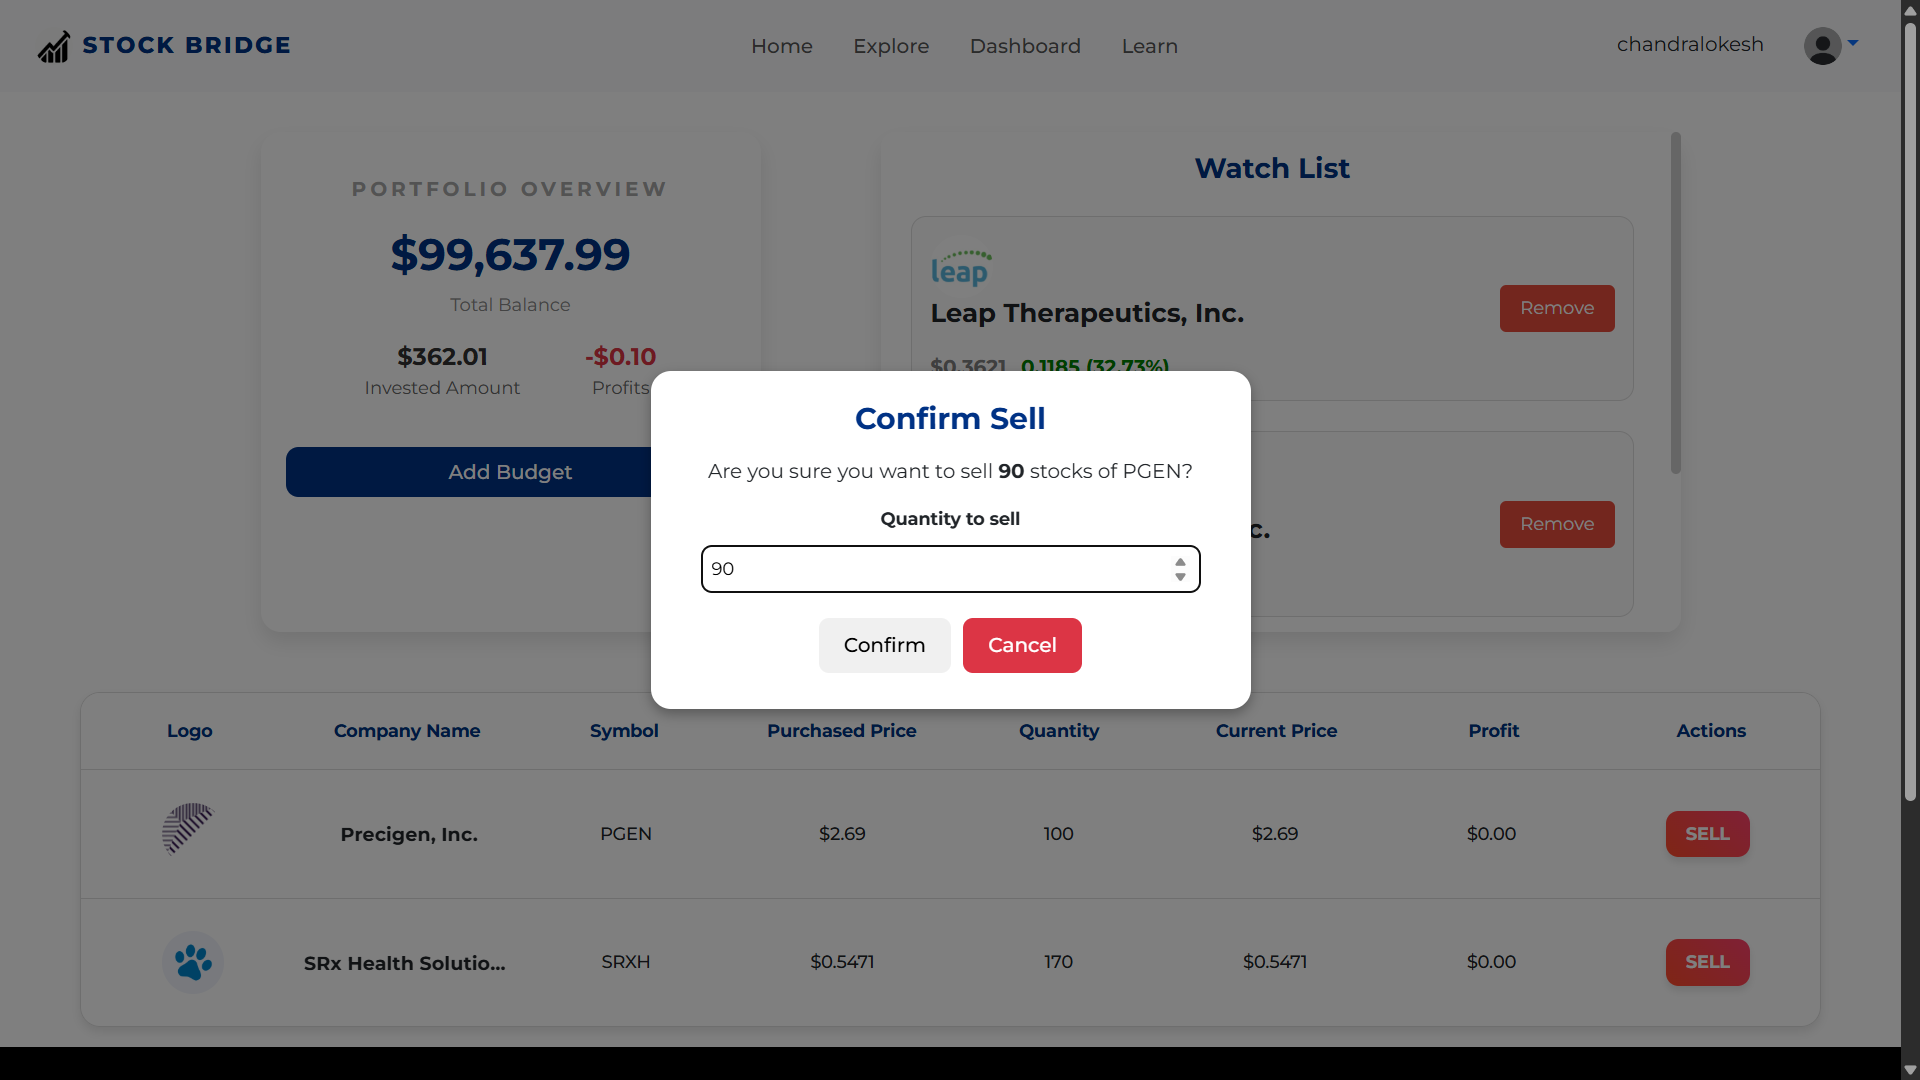 STOCK BRIDGE
Home Explore Dashboard Learn
chandralokesh
PORTFOLIO OVERVIEW
$99,637.99
Total Balance
$362.01 -$0.10
Invested Amount Profits
Add Budget
Watch List
leap
Leap Therapeutics, Inc.
$0.3621 0.1185 (32.73%)
Remove
c.
Remove
Confirm Sell
Are you sure you want to sell 90 stocks of PGEN?
Quantity to sell
90
Confirm Cancel
Logo Company Name Symbol Purchased Price Quantity Current Price Profit Actions
Precigen, Inc. PGEN $2.69 100 $2.69 $0.00 SELL
SRx Health Solutio... SRXH $0.5471 170 $0.5471 $0.00 SELL